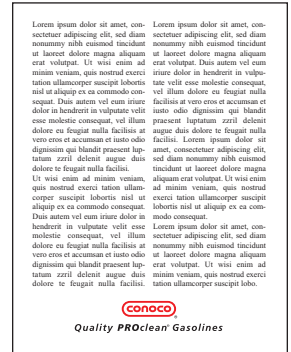 Lorem ipsum dolor sit amet, con-
sectetuer adipiscing elit, sed diam
nonummy nibh euismod tincidunt
ut laoreet dolore magna aliquam
erat volutpat. Ut wisi enim ad
minim veniam, quis nostrud exerci
tation ullamcorper suscipit lobortis
nisl ut aliquip ex ea commodo con-
sequat. Duis autem vel eum iriure
dolor in hendrerit in vulputate velit
esse molestie consequat, vel illum
dolore eu feugiat nulla facilisis at
vero eros et accumsan et iusto odio
dignissim qui blandit praesent lup-
tatum zzril delenit augue duis
dolore te feugait nulla facilisi.
Ut wisi enim ad minim veniam,
quis nostrud exerci tation ullam-
corper suscipit lobortis nisl ut
aliquip ex ea commodo consequat.
Duis autem vel eum iriure dolor in
hendrerit in vulputate velit esse
molestie consequat, vel illum
dolore eu feugiat nulla facilisis at
vero eros et accumsan et iusto odio
dignissim qui blandit praesent lup-
tatum zzril delenit augue duis
dolore te feugait nulla facilisi.
Lorem ipsum dolor sit amet, con-
sectetuer adipiscing elit, sed diam
nonummy nibh euismod tincidunt
ut laoreet dolore magna aliquam
erat volutpat. Duis autem vel eum
iriure dolor in hendrerit in vulpu-
tate velit esse molestie consequat,
vel illum dolore eu feugiat nulla
facilisis at vero eros et accumsan et
iusto odio dignissim qui blandit
praesent luptatum zzril delenit
augue duis dolore te feugait nulla
facilisi. Lorem ipsum dolor sit
amet, consectetuer adipiscing elit,
sed diam nonummy nibh euismod
tincidunt ut laoreet dolore magna
aliquam erat volutpat. Ut wisi enim
ad minim veniam, quis nostrud
exerci tation ullamcorper suscipit
lobortis nisl ut aliquip ex ea com-
modo consequat.
Lorem ipsum dolor sit amet, con-
sectetuer adipiscing elit, sed diam
nonummy nibh euismod tincidunt
ut laoreet dolore magna aliquam
erat volutpat. Ut wisi enim ad
minim veniam, quis nostrud exerci
tation ullamcorper suscipit lobo.
conoco
Quality PROclean® Gasolines